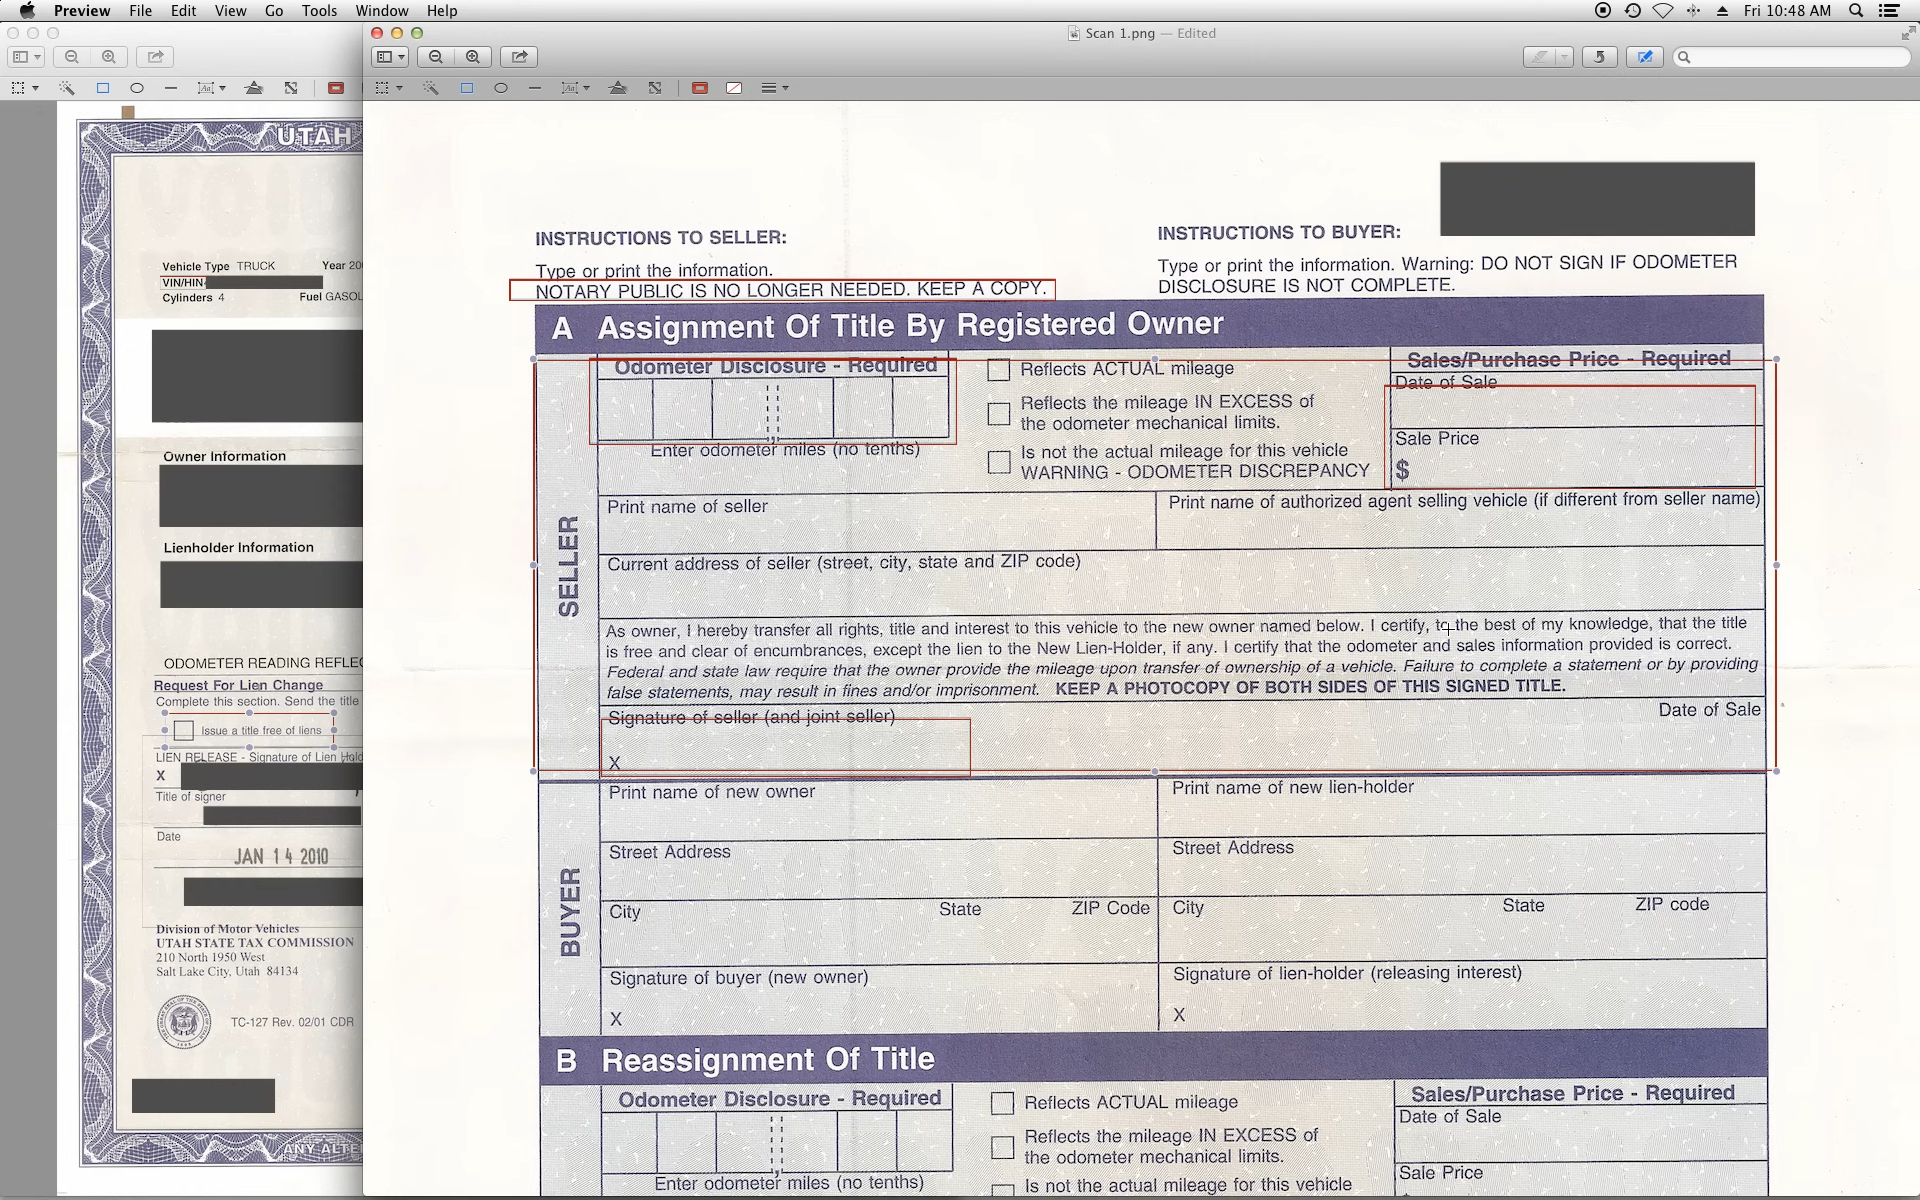 Preview File Edit View Go Tools Window Help
Fri 10:48 AM
Scan 1.png — Edited
UTAH
Vehicle Type TRUCK
Year 20
VIN/HIN
Cylinders 4
Fuel GASOL
Owner Information
Lienholder Information
ODOMETER READING REFLEC
Request For Lien Change
Complete this section. Send the title
Issue a title free of liens
LIEN RELEASE - Signature of Lien Hold
X
Title of signer
Date
JAN 14 2010
Division of Motor Vehicles
UTAH STATE TAX COMMISSION
210 North 1950 West
Salt Lake City, Utah 84134
TC-127 Rev. 02/01 CDR
ANY ALTE
INSTRUCTIONS TO SELLER:
Type or print the information.
NOTARY PUBLIC IS NO LONGER NEEDED. KEEP A COPY.
INSTRUCTIONS TO BUYER:
Type or print the information. Warning: DO NOT SIGN IF ODOMETER
DISCLOSURE IS NOT COMPLETE.
A Assignment Of Title By Registered Owner
SELLER
Odometer Disclosure - Required
Enter odometer miles (no tenths)
Reflects ACTUAL mileage
Reflects the mileage IN EXCESS of
the odometer mechanical limits.
Is not the actual mileage for this vehicle
WARNING - ODOMETER DISCREPANCY
Sales/Purchase Price - Required
Date of Sale
Sale Price
$
Print name of seller
Print name of authorized agent selling vehicle (if different from seller name)
Current address of seller (street, city, state and ZIP code)
As owner, I hereby transfer all rights, title and interest to this vehicle to the new owner named below. I certify, to the best of my knowledge, that the title
is free and clear of encumbrances, except the lien to the New Lien-Holder, if any. I certify that the odometer and sales information provided is correct.
Federal and state law require that the owner provide the mileage upon transfer of ownership of a vehicle. Failure to complete a statement or by providing
false statements, may result in fines and/or imprisonment. KEEP A PHOTOCOPY OF BOTH SIDES OF THIS SIGNED TITLE.
Signature of seller (and joint seller)
Date of Sale
X
BUYER
Print name of new owner
Print name of new lien-holder
Street Address
Street Address
City State ZIP Code
City State ZIP code
Signature of buyer (new owner)
Signature of lien-holder (releasing interest)
X
X
B Reassignment Of Title
Odometer Disclosure - Required
Enter odometer miles (no tenths)
Reflects ACTUAL mileage
Reflects the mileage IN EXCESS of
the odometer mechanical limits.
Is not the actual mileage for this vehicle
Sales/Purchase Price - Required
Date of Sale
Sale Price